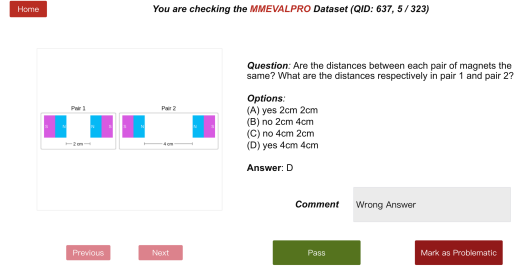 Home
You are checking the MMEVALPRO Dataset (QID: 637, 5 / 323)
Question: Are the distances between each pair of magnets the
same? What are the distances respectively in pair 1 and pair 2?
Options:
(A) yes 2cm 2cm
(B) no 2cm 4cm
(C) no 4cm 2cm
(D) yes 4cm 4cm
Answer: D
Pair 1
Pair 2
S N N S
S N N S
2 cm
4 cm
Comment
Wrong Answer
Previous
Next
Pass
Mark as Problematic